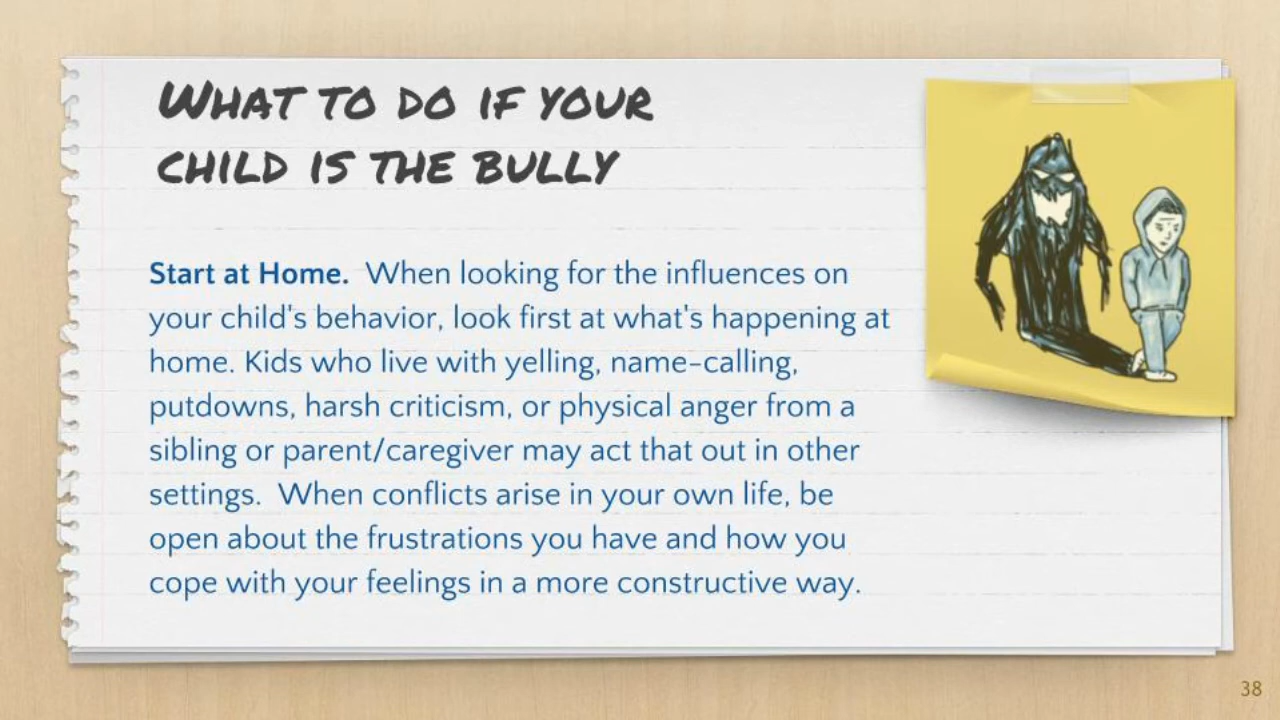 WHAT TO DO IF YOUR
CHILD IS THE BULLY
Start at Home.  When looking for the influences on
your child's behavior, look first at what's happening at
home. Kids who live with yelling, name-calling,
putdowns, harsh criticism, or physical anger from a
sibling or parent/caregiver may act that out in other
settings.  When conflicts arise in your own life, be
open about the frustrations you have and how you
cope with your feelings in a more constructive way.
38